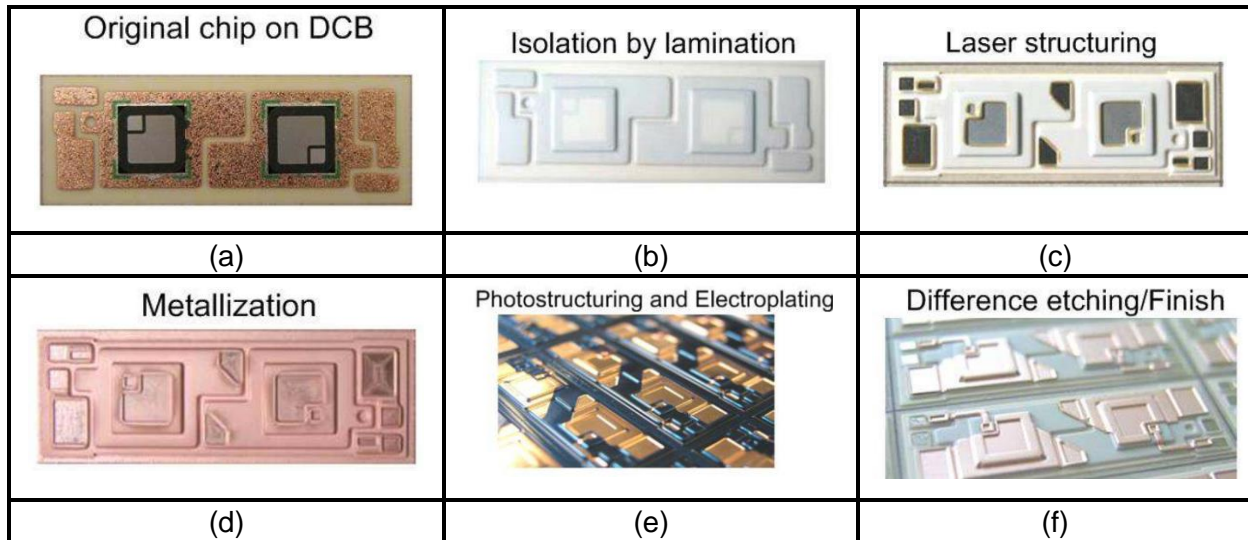 Original chip on DCB
Isolation by lamination
Laser structuring
(a)
(b)
(c)
Metallization
Photostructuring and Electroplating
Difference etching/Finish
(d)
(e)
(f)